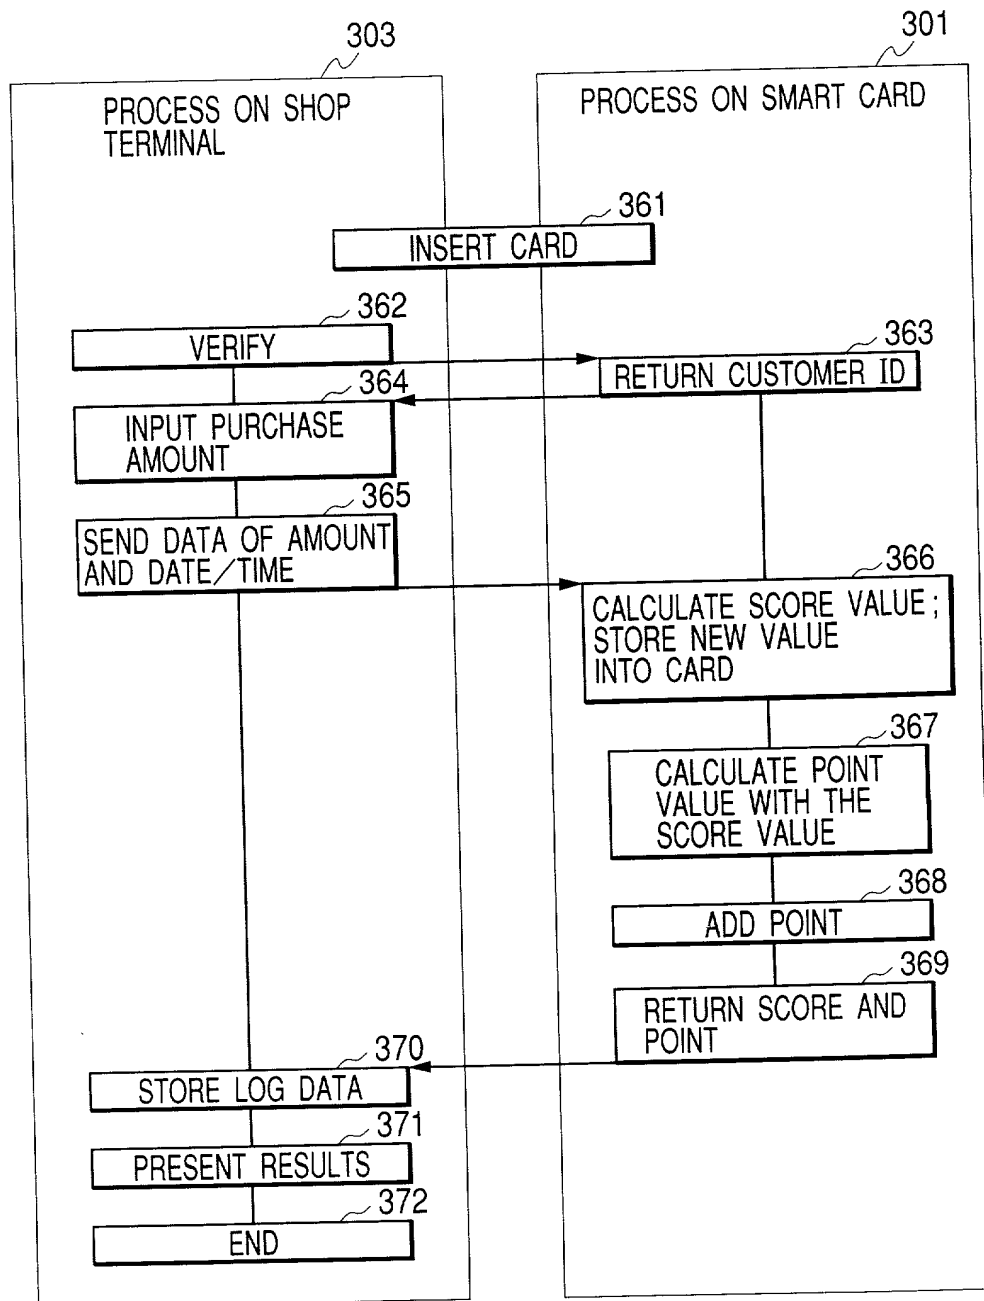 303
301
PROCESS ON SHOP
TERMINAL
PROCESS ON SMART CARD
361
INSERT CARD
362
VERIFY
363
RETURN CUSTOMER ID
364
INPUT PURCHASE
AMOUNT
365
SEND DATA OF AMOUNT
AND DATE/TIME
366
CALCULATE SCORE VALUE;
STORE NEW VALUE
INTO CARD
367
CALCULATE POINT
VALUE WITH THE
SCORE VALUE
368
ADD POINT
369
RETURN SCORE AND
POINT
370
STORE LOG DATA
371
PRESENT RESULTS
372
END